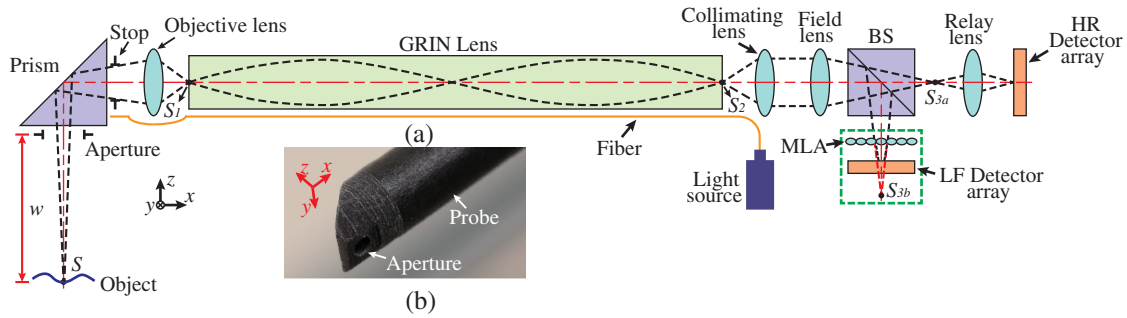 Stop
Objective lens
Prism
GRIN Lens
Collimating
lens
Field
lens
BS
Relay
lens
HR
Detector
array
S1
S2
S3a
(a)
Fiber
Aperture
w
z
y
x
S
Object
z
x
y
Probe
Aperture
(b)
Light
source
MLA
LF Detector
array
S3b